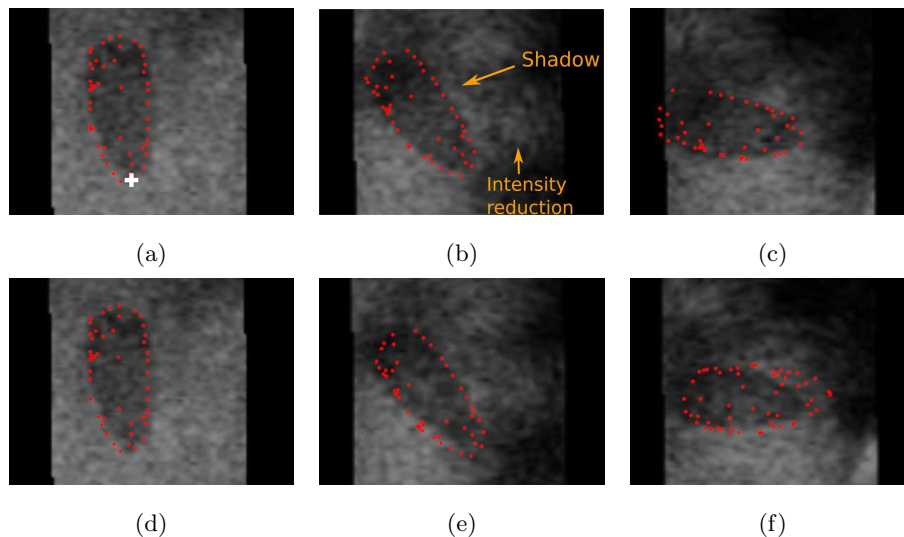 Shadow
Intensity
reduction
(a)
(b)
(c)
(d)
(e)
(f)